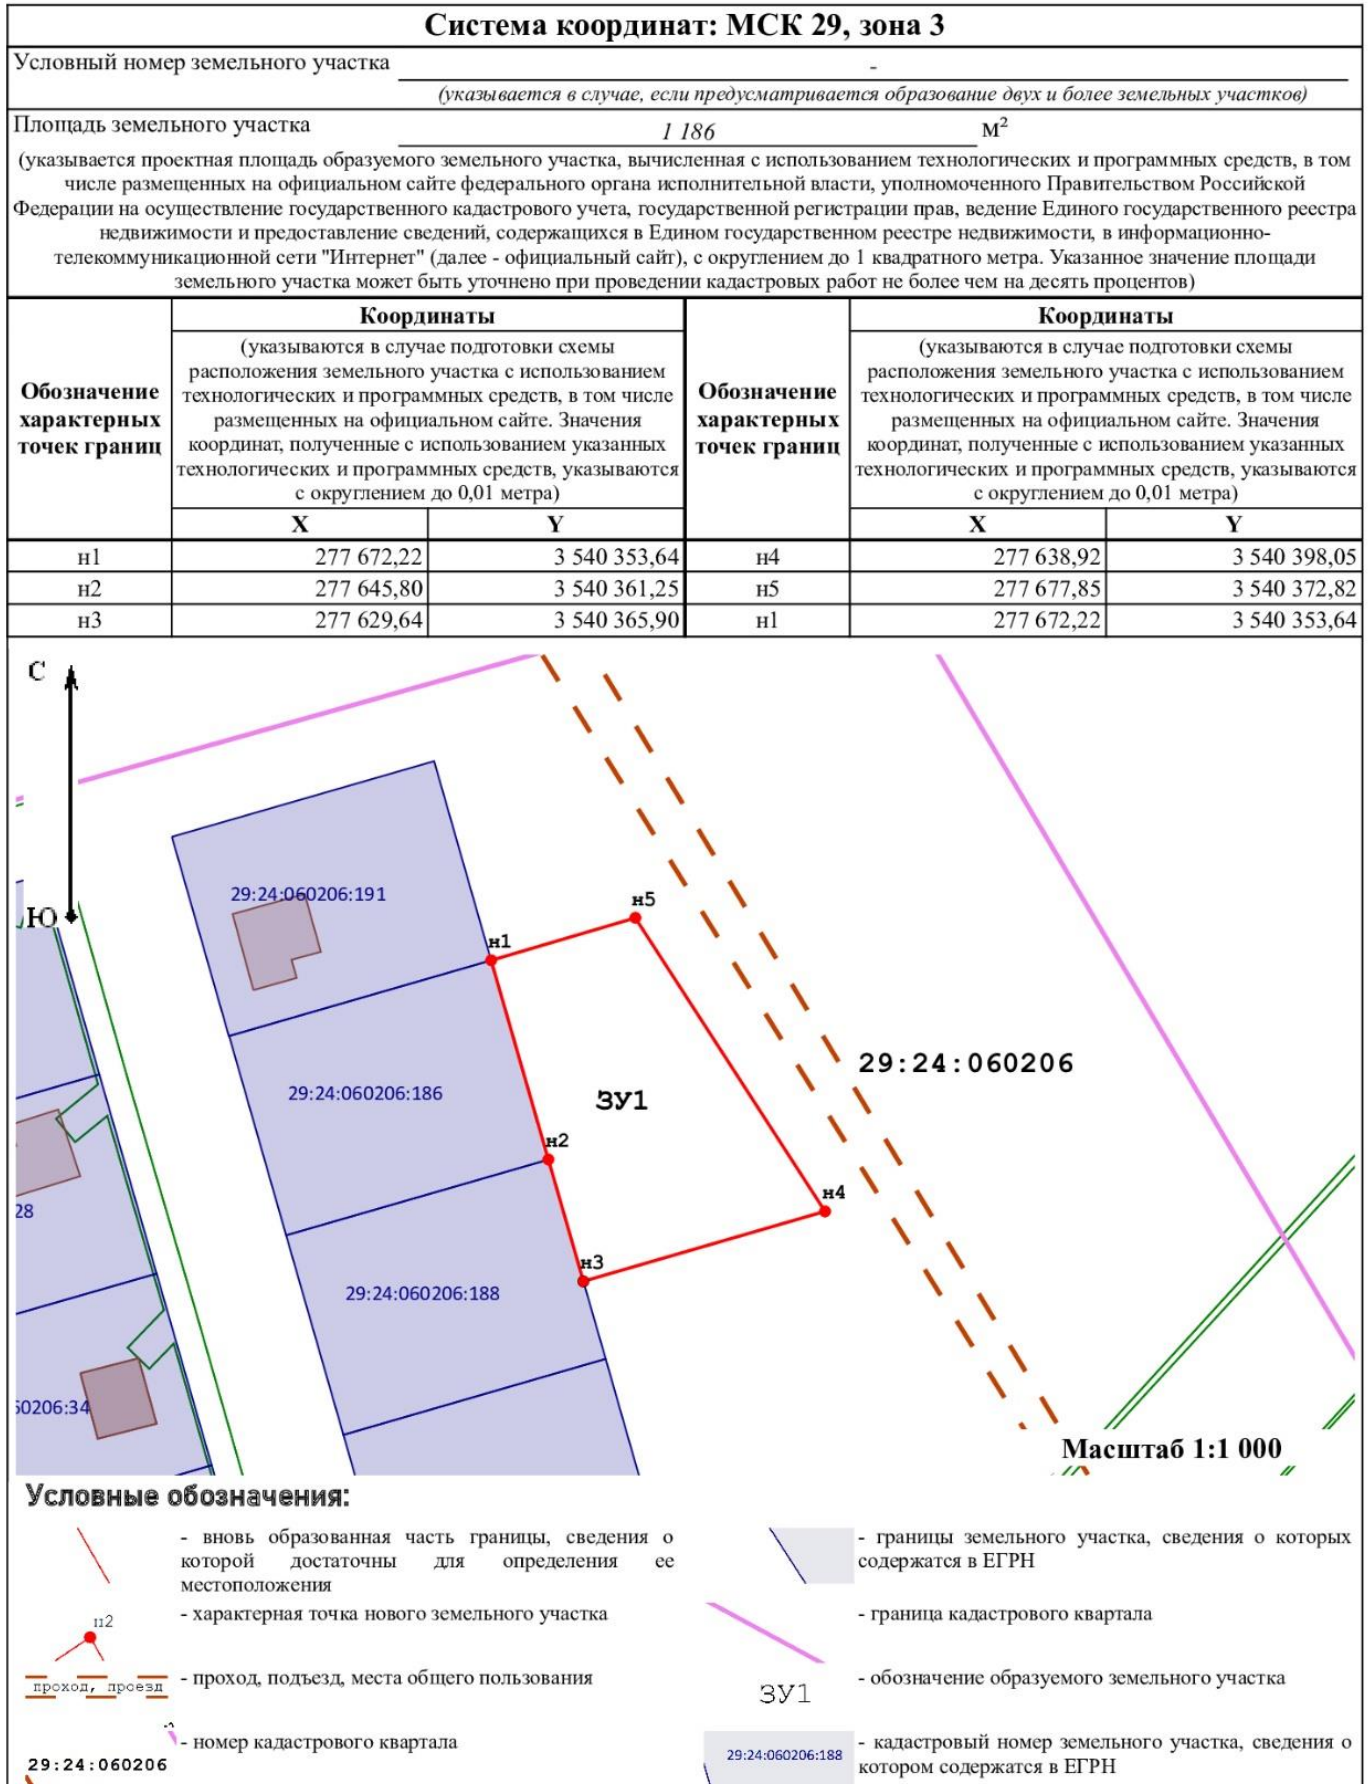 Система координат: МСК 29, зона 3
Условный номер земельного участка -
(указывается в случае, если предусматривается образование двух и более земельных участков)
Площадь земельного участка 1 186 м²
(указывается проектная площадь образуемого земельного участка, вычисленная с использованием технологических и программных средств, в том
числе размещенных на официальном сайте федерального органа исполнительной власти, уполномоченного Правительством Российской
Федерации на осуществление государственного кадастрового учета, государственной регистрации прав, ведение Единого государственного реестра
недвижимости и предоставление сведений, содержащихся в Едином государственном реестре недвижимости, в информационно-
телекоммуникационной сети "Интернет" (далее - официальный сайт), с округлением до 1 квадратного метра. Указанное значение площади
земельного участка может быть уточнено при проведении кадастровых работ не более чем на десять процентов)
Обозначение
характерных
точек границ
Координаты
(указываются в случае подготовки схемы
расположения земельного участка с использованием
технологических и программных средств, в том числе
размещенных на официальном сайте. Значения
координат, полученные с использованием указанных
технологических и программных средств, указываются
с округлением до 0,01 метра)
X Y
Обозначение
характерных
точек границ
Координаты
(указываются в случае подготовки схемы
расположения земельного участка с использованием
технологических и программных средств, в том числе
размещенных на официальном сайте. Значения
координат, полученные с использованием указанных
технологических и программных средств, указываются
с округлением до 0,01 метра)
X Y
н1 277 672,22 3 540 353,64 н4 277 638,92 3 540 398,05
н2 277 645,80 3 540 361,25 н5 277 677,85 3 540 372,82
н3 277 629,64 3 540 365,90 н1 277 672,22 3 540 353,64
С
29:24:060206:191
н5
Ю
н1
29:24:060206
29:24:060206:186
ЗУ1
н2
н4
28
н3
29:24:060206:188
60206:34
Масштаб 1:1 000
Условные обозначения:
- вновь образованная часть границы, сведения о
которой достаточны для определения ее
местоположения
- границы земельного участка, сведения о которых
содержатся в ЕГРН
н2
- характерная точка нового земельного участка
- граница кадастрового квартала
проход, проезд
- проход, подъезд, места общего пользования
ЗУ1
- обозначение образуемого земельного участка
29:24:060206
- номер кадастрового квартала
29:24:060206:188
- кадастровый номер земельного участка, сведения о
котором содержатся в ЕГРН